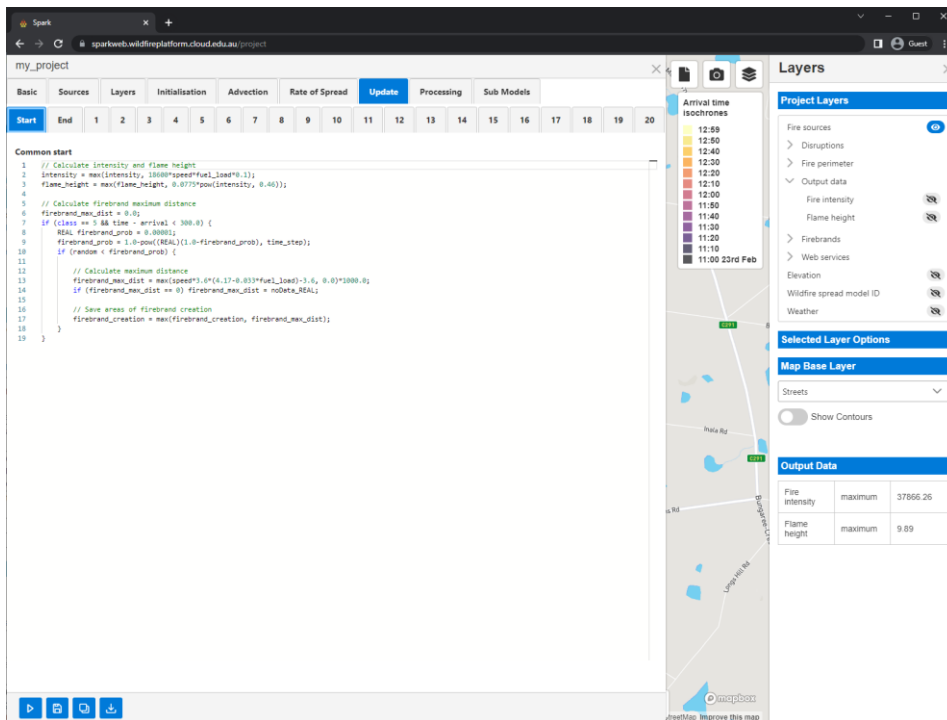 Spark
sparkweb.wildfireplatform.cloud.edu.au/project
Guest
my_project
Basic Sources Layers Initialisation Advection Rate of Spread Update Processing Sub Models
Start End 1 2 3 4 5 6 7 8 9 10 11 12 13 14 15 16 17 18 19 20
Common start
1 // Calculate intensity and flame height
2 intensity = max(intensity, 18600*speed*fuel_load*0.1);
3 flame_height = max(flame_height, 0.0775*pow(intensity, 0.46));
4
5 // Calculate firebrand maximum distance
6 firebrand_max_dist = 0.0;
7 if (class == 5 && time - arrival < 300.0) {
8 REAL firebrand_prob = 0.00001;
9 firebrand_prob = 1.0-pow((REAL)(1.0-firebrand_prob), time_step);
10 if (random < firebrand_prob) {
11
12 // Calculate maximum distance
13 firebrand_max_dist = max(speed*3.6*(4.17-0.033*fuel_load)-3.6, 0.0)*1000.0;
14 if (firebrand_max_dist == 0) firebrand_max_dist = noData_REAL;
15
16 // Save areas of firebrand creation
17 firebrand_creation = max(firebrand_creation, firebrand_max_dist);
18 }
19 }
Arrival time
isochrones
12:59
12:50
12:40
12:30
12:20
12:10
12:00
11:50
11:40
11:30
11:20
11:10
11:00 23rd Feb
C291
Inala Rd
C291
Rd
Longs Hill Rd
mapbox
Improve this map
Layers
Project Layers
Fire sources
Disruptions
Fire perimeter
Output data
Fire intensity
Flame height
Firebrands
Web services
Elevation
Wildfire spread model ID
Weather
Selected Layer Options
Map Base Layer
Streets
Show Contours
Output Data
Fire intensity maximum 37866.26
Flame height maximum 9.89